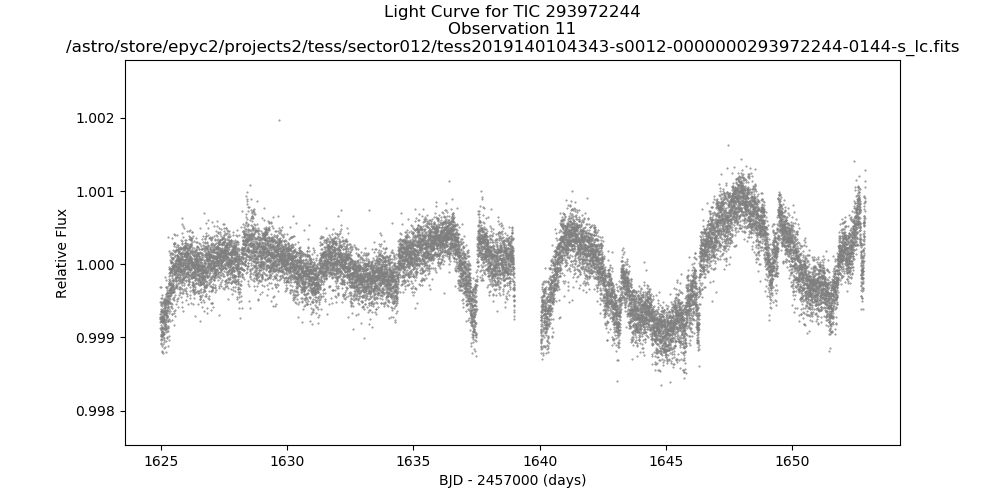 Light Curve for TIC 293972244
Observation 11
/astro/store/epyc2/projects2/tess/sector012/tess2019140104343-s0012-0000000293972244-0144-s_lc.fits
1.002
1.001
1.000
0.999
0.998
Relative Flux
1625
1630
1635
1640
1645
1650
BJD - 2457000 (days)